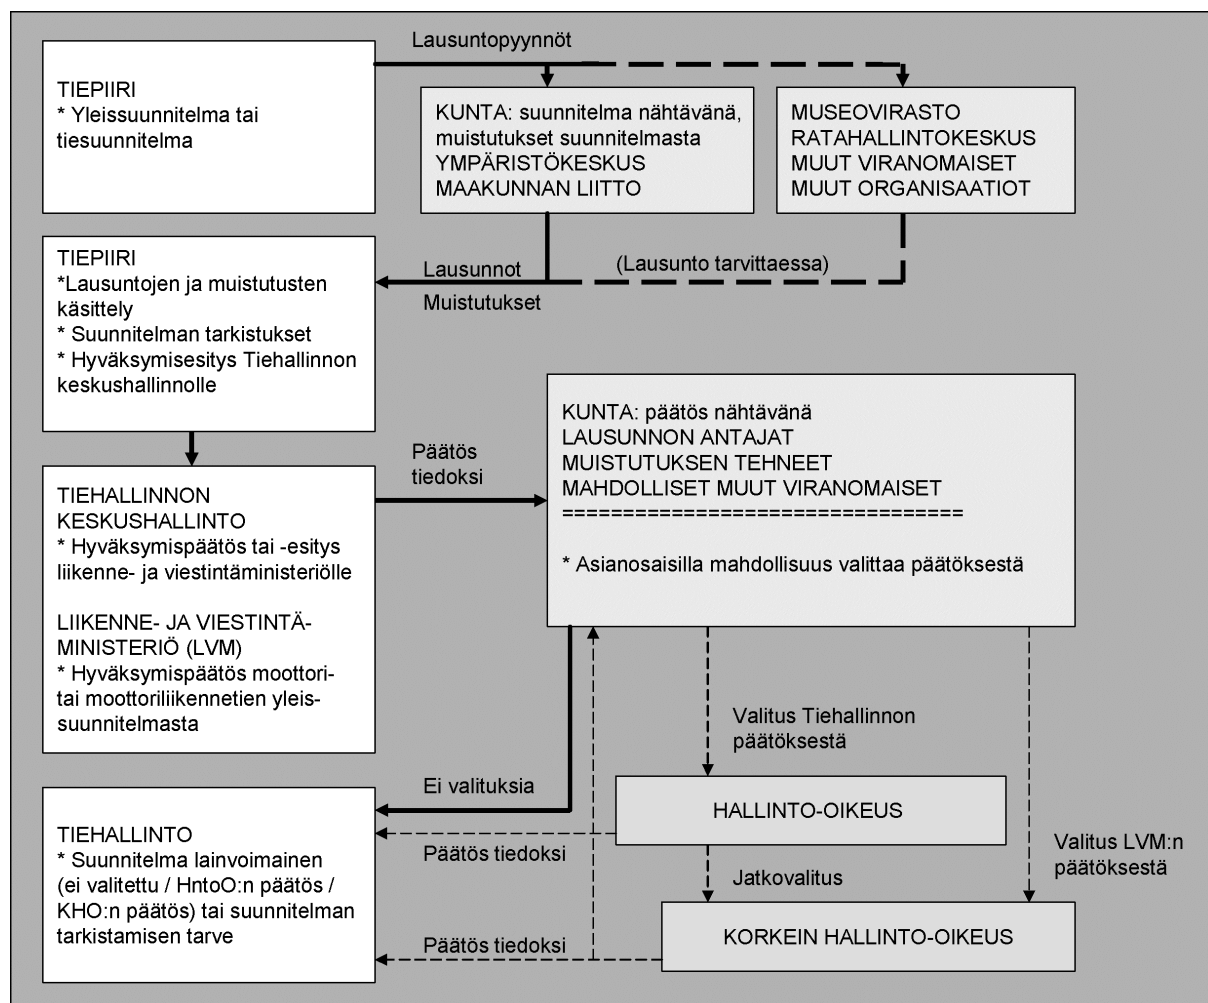 Lausuntopyynnöt
TIEPIIRI
* Yleissuunnitelma tai
tiesuunnitelma
KUNTA: suunnitelma nähtävänä,
muistutukset suunnitelmasta
YMPÄRISTÖKESKUS
MAAKUNNAN LIITTO
MUSEOVIRASTO
RATAHALLINTOKESKUS
MUUT VIRANOMAISET
MUUT ORGANISAATIOT
TIEPIIRI
*Lausuntojen ja muistutusten
käsittely
* Suunnitelman tarkistukset
* Hyväksymisesitys Tiehallinnon
keskushallinnolle
Lausunnot
Muistutukset
(Lausunto tarvittaessa)
Päätös
tiedoksi
KUNTA: päätös nähtävänä
LAUSUNNON ANTAJAT
MUISTUTUKSEN TEHNEET
MAHDOLLISET MUUT VIRANOMAISET
=================================
* Asianosaisilla mahdollisuus valittaa päätöksestä
TIEHALLINNON
KESKUSHALLINTO
* Hyväksymispäätös tai -esitys
liikenne- ja viestintäministeriölle
LIIKENNE- JA VIESTINTÄ-
MINISTERIÖ (LVM)
* Hyväksymispäätös moottori-
tai moottoriliikennetien yleis-
suunnitelmasta
Valitus Tiehallinnon
päätöksestä
Ei valituksia
HALLINTO-OIKEUS
TIEHALLINTO
* Suunnitelma lainvoimainen
(ei valitettu / HntoO:n päätös /
KHO:n päätös) tai suunnitelman
tarkistamisen tarve
Päätös tiedoksi
Valitus LVM:n
päätöksestä
Jatkovalitus
Päätös tiedoksi
KORKEIN HALLINTO-OIKEUS